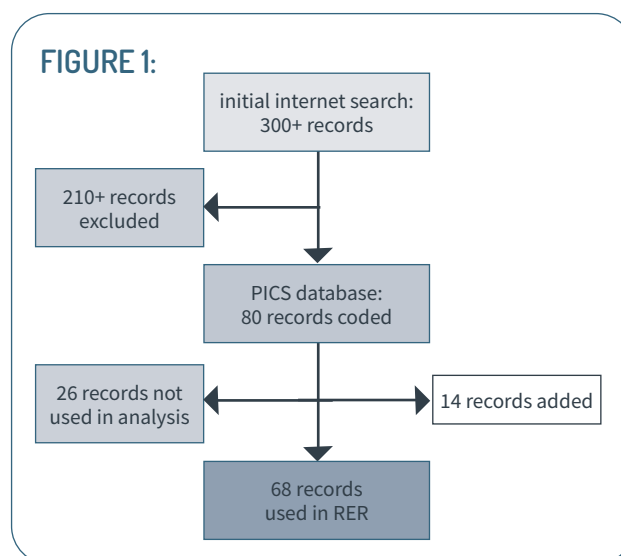 FIGURE 1:
initial internet search:
300+ records
210+ records
excluded
PICS database:
80 records coded
26 records not
used in analysis
14 records added
68 records
used in RER